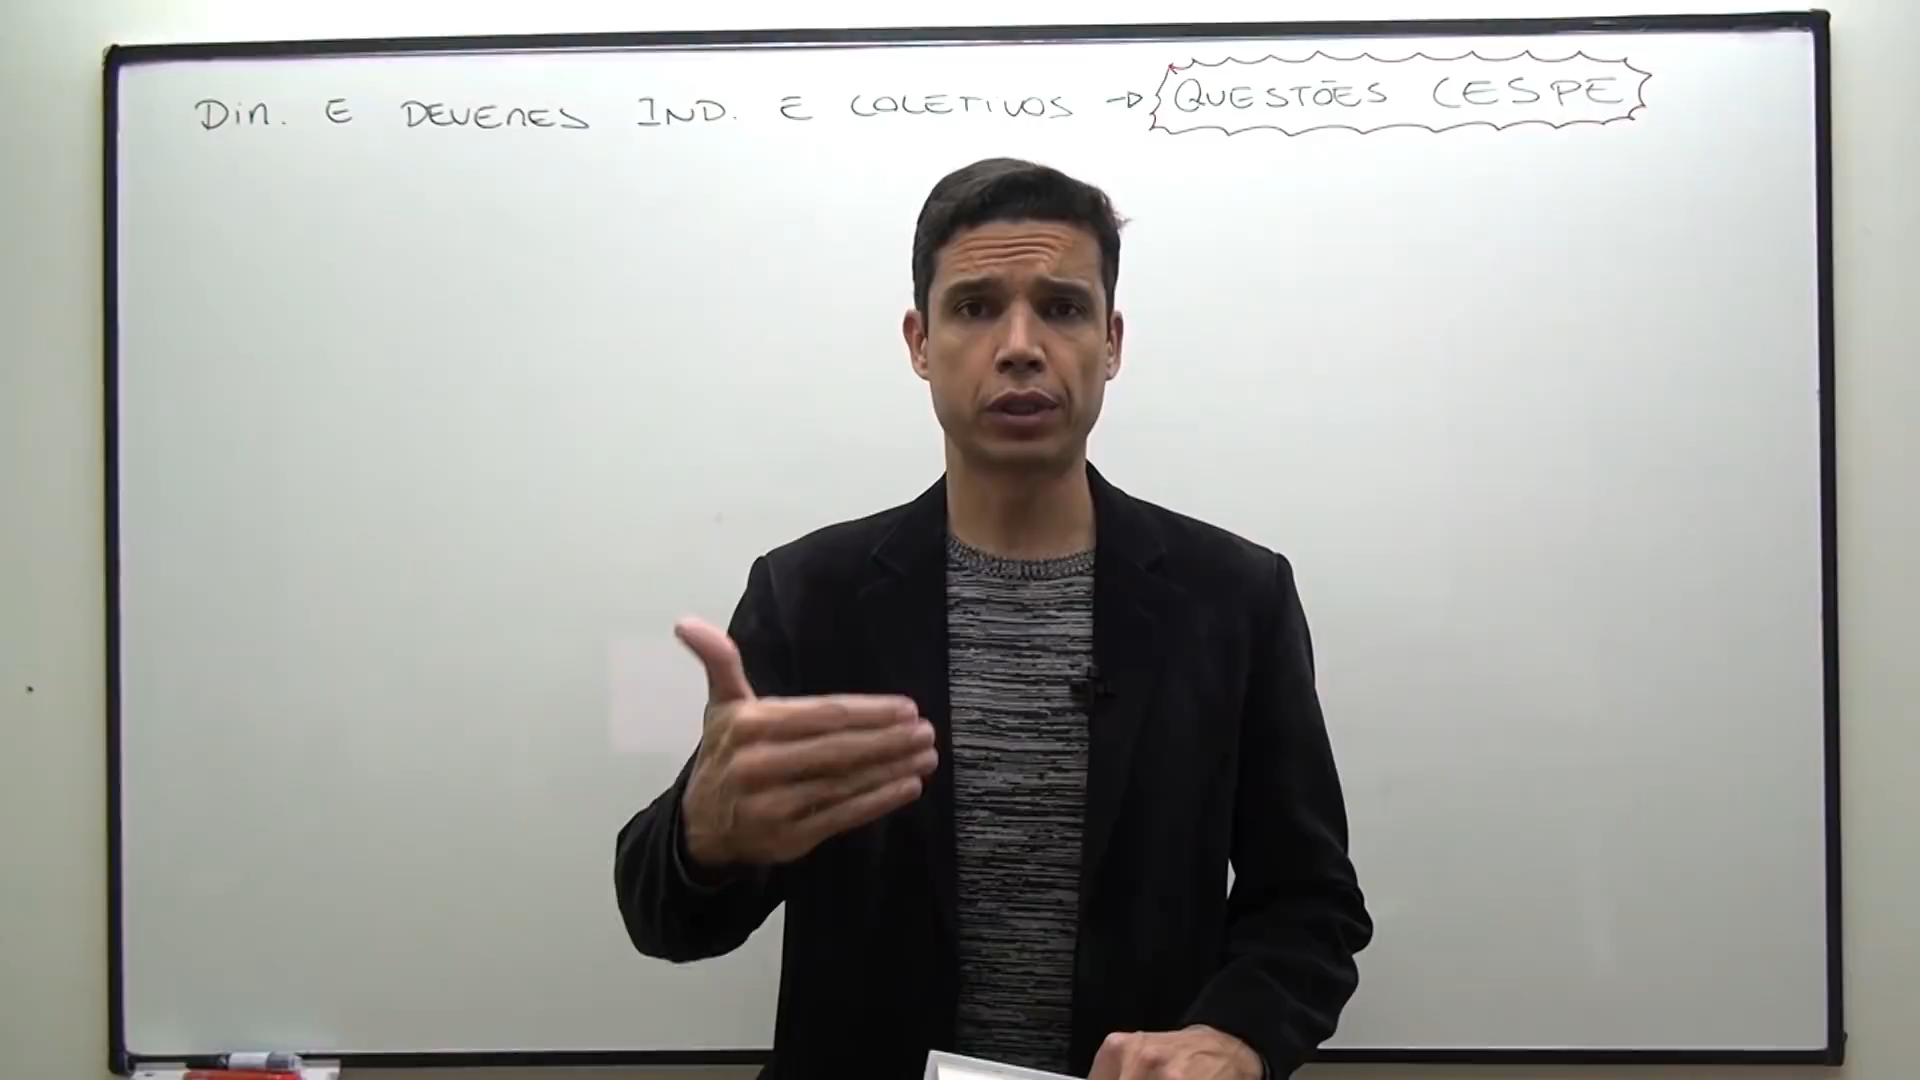 DIR. E DEVERES IND. E COLETIVOS → QUESTÕES CESPE